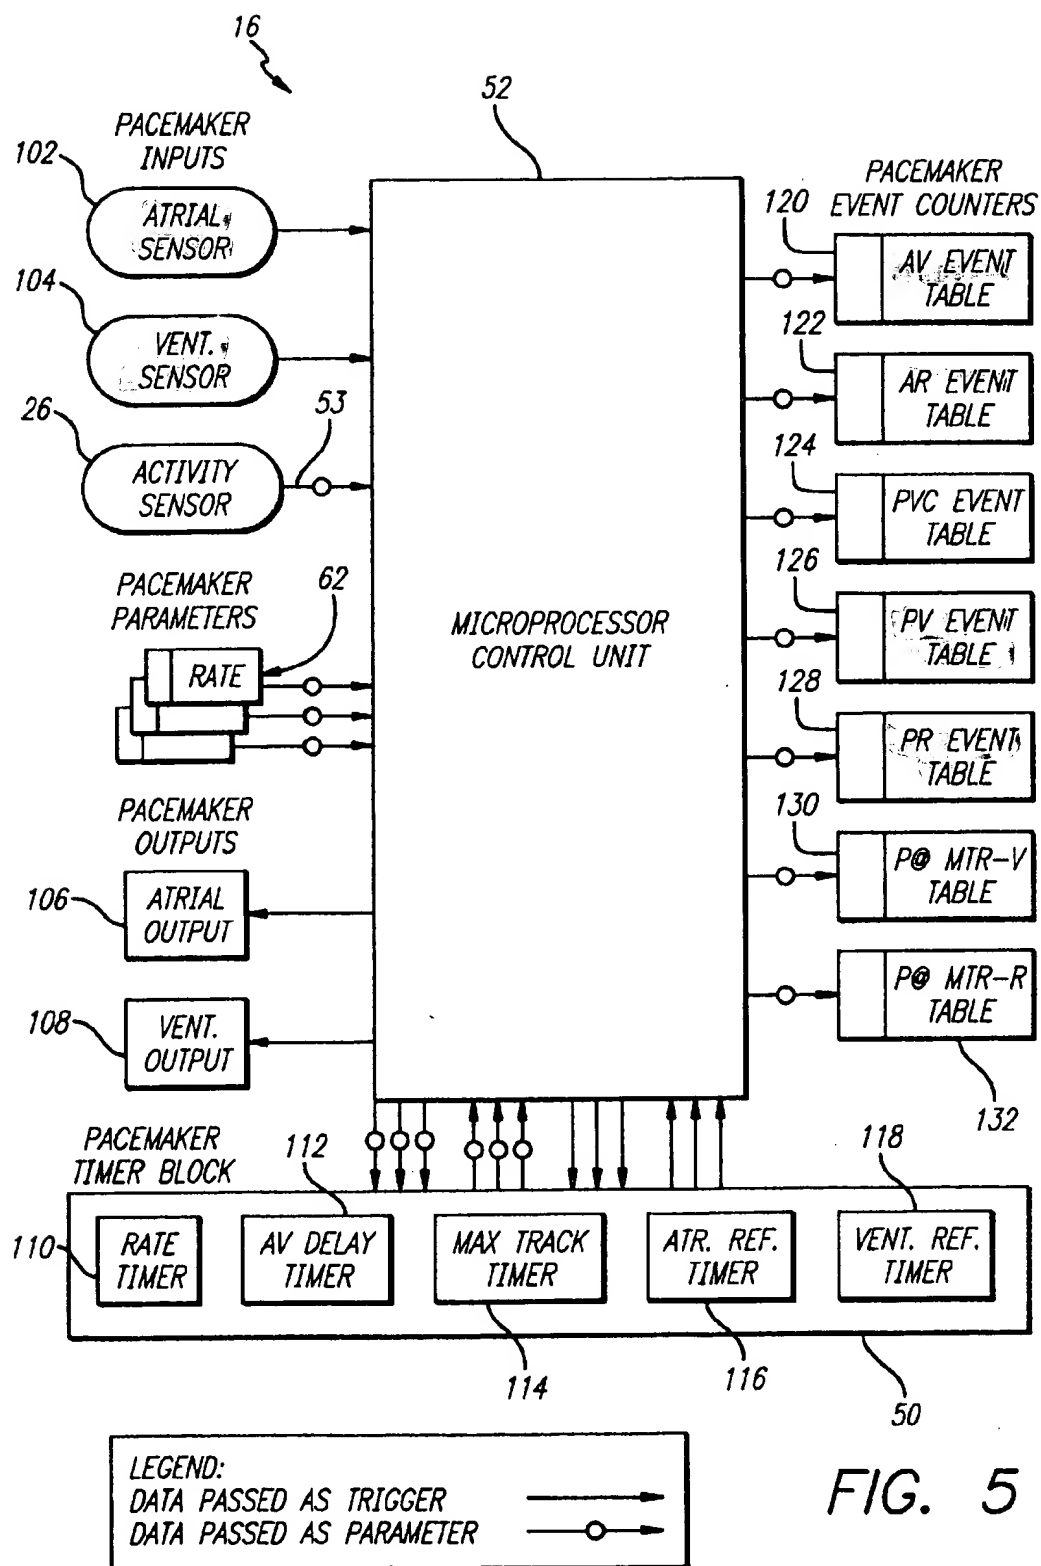 16
52
PACEMAKER
INPUTS
102
ATRIAL
SENSOR
104
VENT.
SENSOR
26
53
ACTIVITY
SENSOR
PACEMAKER
PARAMETERS
62
RATE
PACEMAKER
OUTPUTS
106
ATRIAL
OUTPUT
108
VENT.
OUTPUT
MICROPROCESSOR
CONTROL UNIT
PACEMAKER
EVENT COUNTERS
120
AV EVENT
TABLE
122
AR EVENT
TABLE
124
PVC EVENT
TABLE
126
PV EVENT
TABLE
128
PR EVENT
TABLE
130
P@ MTR-V
TABLE
P@ MTR-R
TABLE
132
PACEMAKER
TIMER BLOCK
112
118
110
RATE
TIMER
AV DELAY
TIMER
MAX TRACK
TIMER
ATR. REF.
TIMER
VENT. REF.
TIMER
114
116
50
LEGEND:
DATA PASSED AS TRIGGER
DATA PASSED AS PARAMETER
FIG. 5